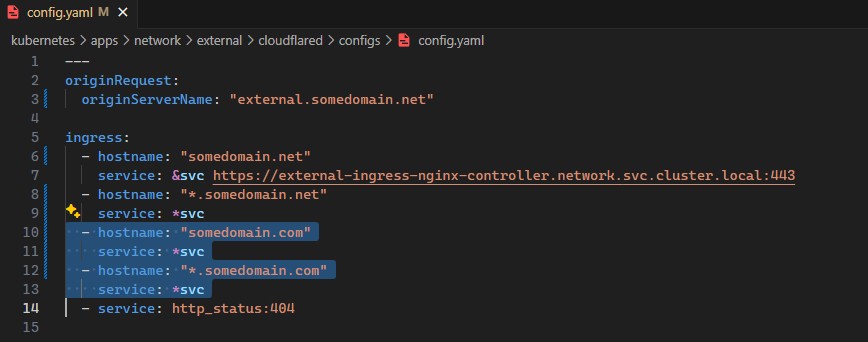 config.yaml M ×
kubernetes > apps > network > external > cloudflared > configs > config.yaml
1 ---
2 originRequest:
3   originServerName: "external.somedomain.net"
4
5 ingress:
6   - hostname: "somedomain.net"
7     service: &svc https://external-ingress-nginx-controller.network.svc.cluster.local:443
8   - hostname: "*.somedomain.net"
9     service: *svc
10   - hostname: "somedomain.com"
11     service: *svc
12   - hostname: "*.somedomain.com"
13     service: *svc
14   - service: http_status:404
15